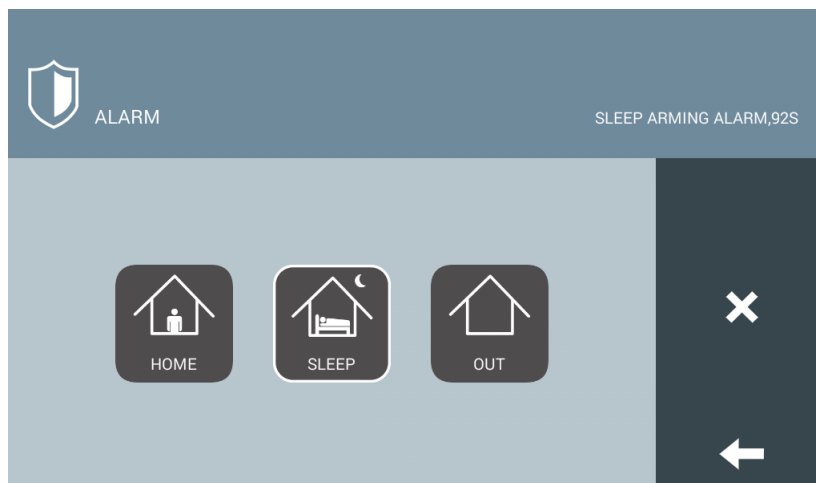 ALARM
SLEEP ARMING ALARM,92S
HOME
SLEEP
OUT